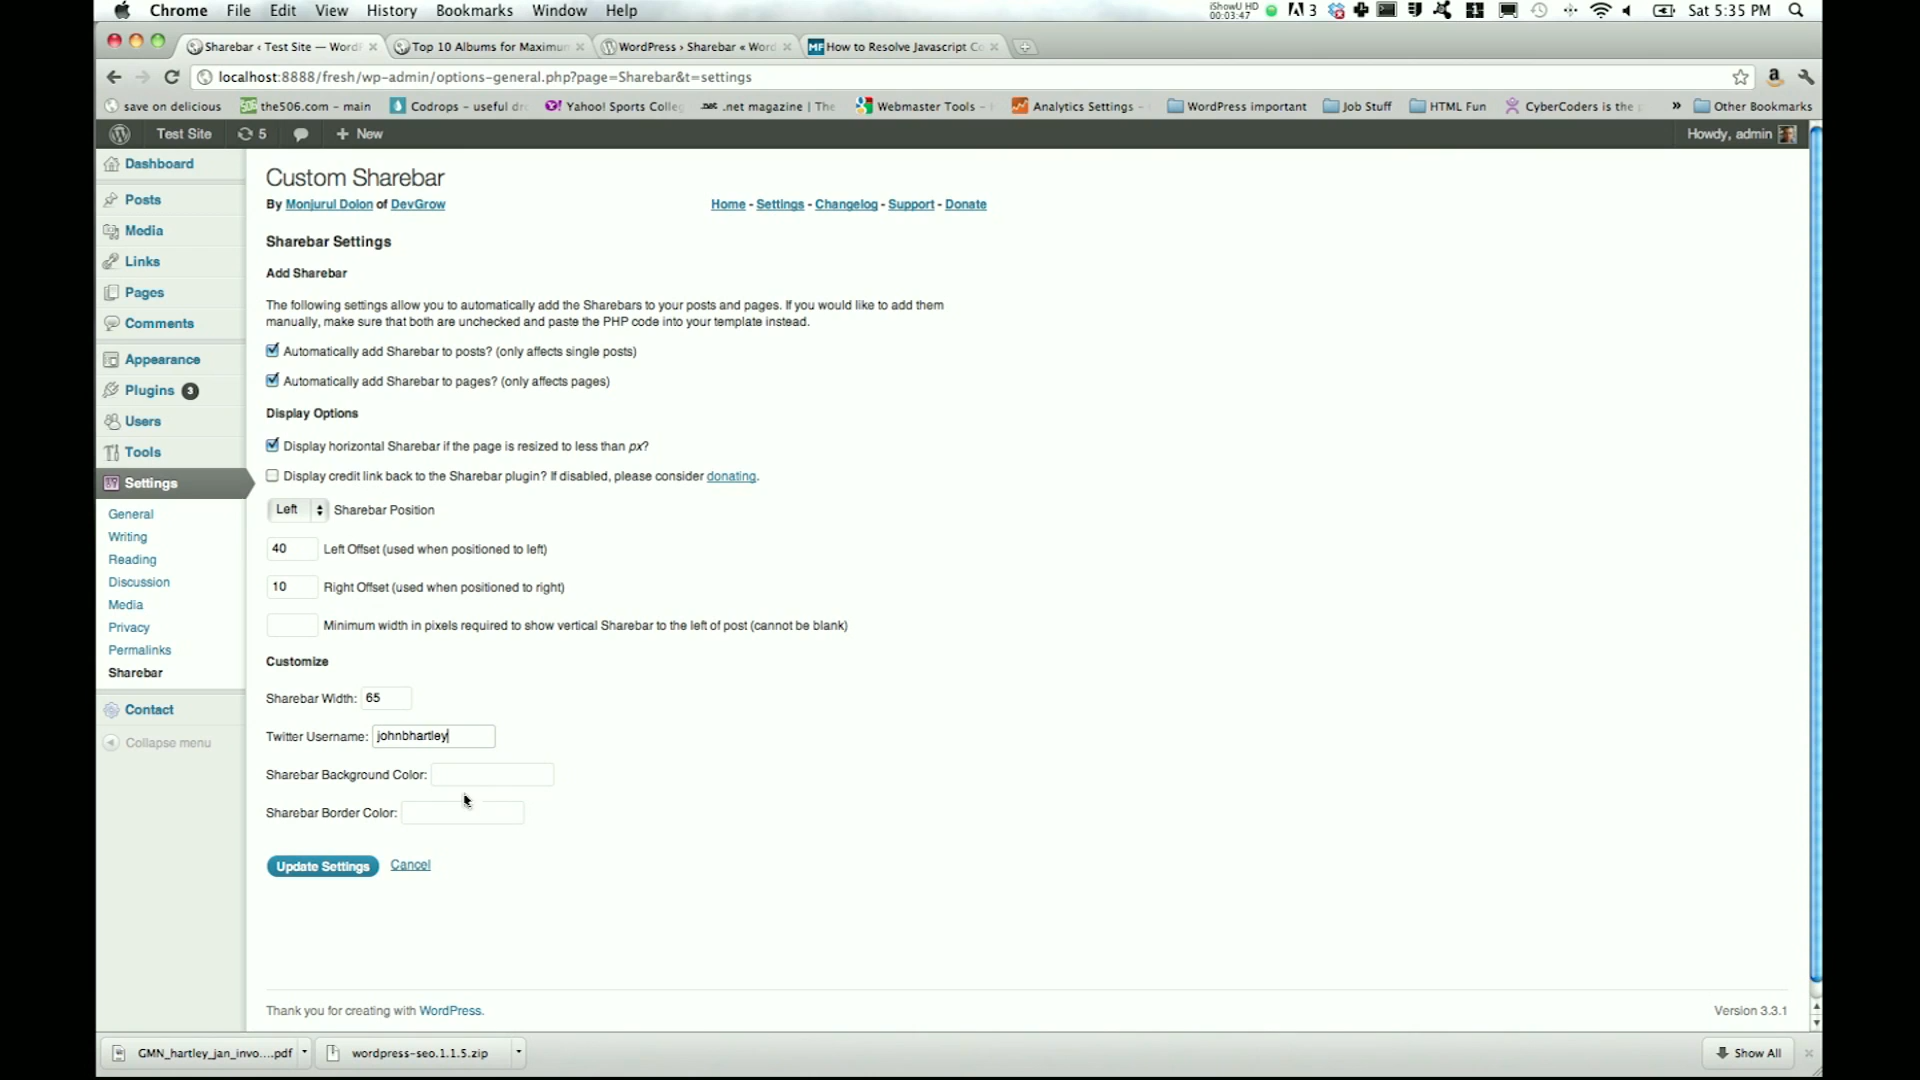 Chrome File Edit View History Bookmarks Window Help
iShowU HD
00:03:47
3
Sat 5:35 PM
Sharebar ‹ Test Site — WordP
Top 10 Albums for Maximum
WordPress › Sharebar « Word
MF How to Resolve Javascript Co
localhost:8888/fresh/wp-admin/options-general.php?page=Sharebar&t=settings
save on delicious
the506.com - main
Codrops - useful dr
Yahoo! Sports Colleg
.net magazine | The
Webmaster Tools -
Analytics Settings -
WordPress important
Job Stuff
HTML Fun
CyberCoders is the
»
Other Bookmarks
Test Site
5
+ New
Howdy, admin
Dashboard
Posts
Media
Links
Pages
Comments
Appearance
Plugins 3
Users
Tools
Settings
General
Writing
Reading
Discussion
Media
Privacy
Permalinks
Sharebar
Contact
Collapse menu
Custom Sharebar
By Monjurul Dolon of DevGrow
Home - Settings - Changelog - Support - Donate
Sharebar Settings
Add Sharebar
The following settings allow you to automatically add the Sharebars to your posts and pages. If you would like to add them
manually, make sure that both are unchecked and paste the PHP code into your template instead.
Automatically add Sharebar to posts? (only affects single posts)
Automatically add Sharebar to pages? (only affects pages)
Display Options
Display horizontal Sharebar if the page is resized to less than px?
Display credit link back to the Sharebar plugin? If disabled, please consider donating.
Left Sharebar Position
40 Left Offset (used when positioned to left)
10 Right Offset (used when positioned to right)
Minimum width in pixels required to show vertical Sharebar to the left of post (cannot be blank)
Customize
Sharebar Width: 65
Twitter Username: johnbhartley
Sharebar Background Color:
Sharebar Border Color:
Update Settings Cancel
Thank you for creating with WordPress.
Version 3.3.1
GMN_hartley_jan_invo....pdf
wordpress-seo.1.1.5.zip
Show All